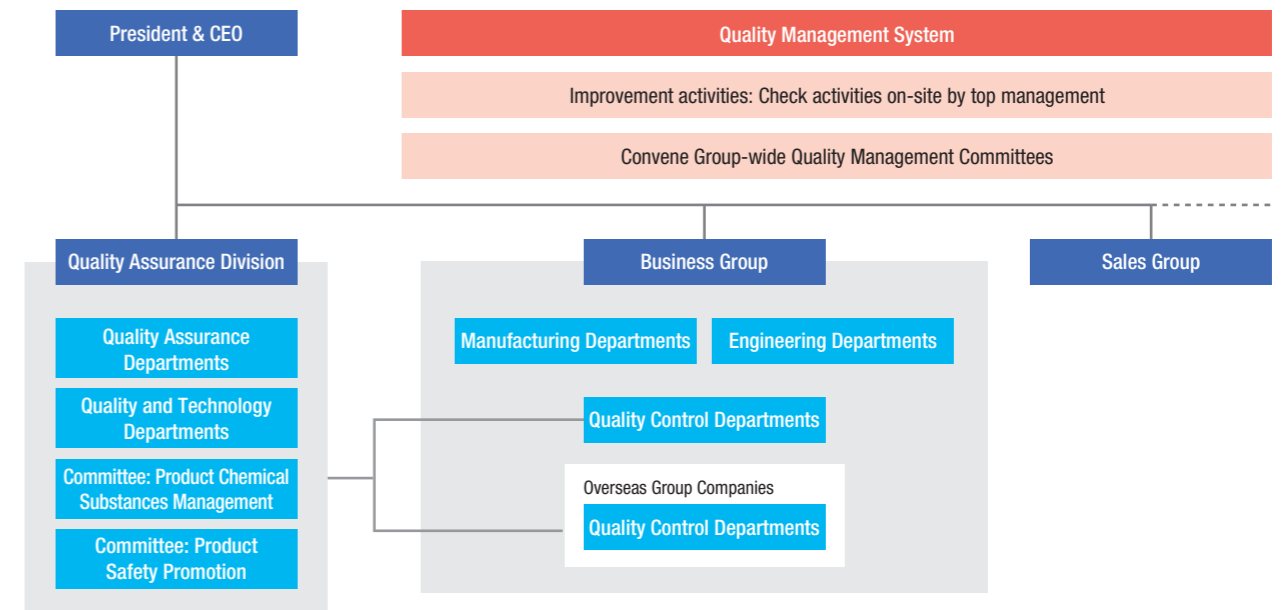 President & CEO
Quality Management System
Improvement activities: Check activities on-site by top management
Convene Group-wide Quality Management Committees
Quality Assurance Division
Business Group
Sales Group
Quality Assurance
Departments
Manufacturing Departments
Engineering Departments
Quality and Technology
Departments
Quality Control Departments
Committee: Product Chemical
Substances Management
Overseas Group Companies
Quality Control Departments
Committee: Product
Safety Promotion